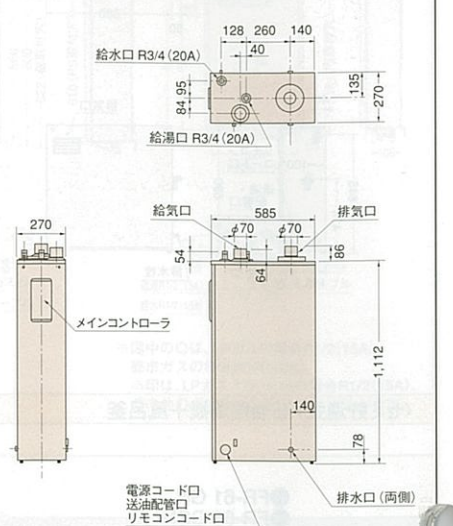 128 260 140
40
給水口 R3/4(20A)
95
84
135
270
給湯口 R3/4(20A)
270
給気口
585
排気口
φ70
φ70
54
64
86
メインコントローラ
1,112
140
78
電源コード口
送油配管口
リモコンコード口
排水口(両側)